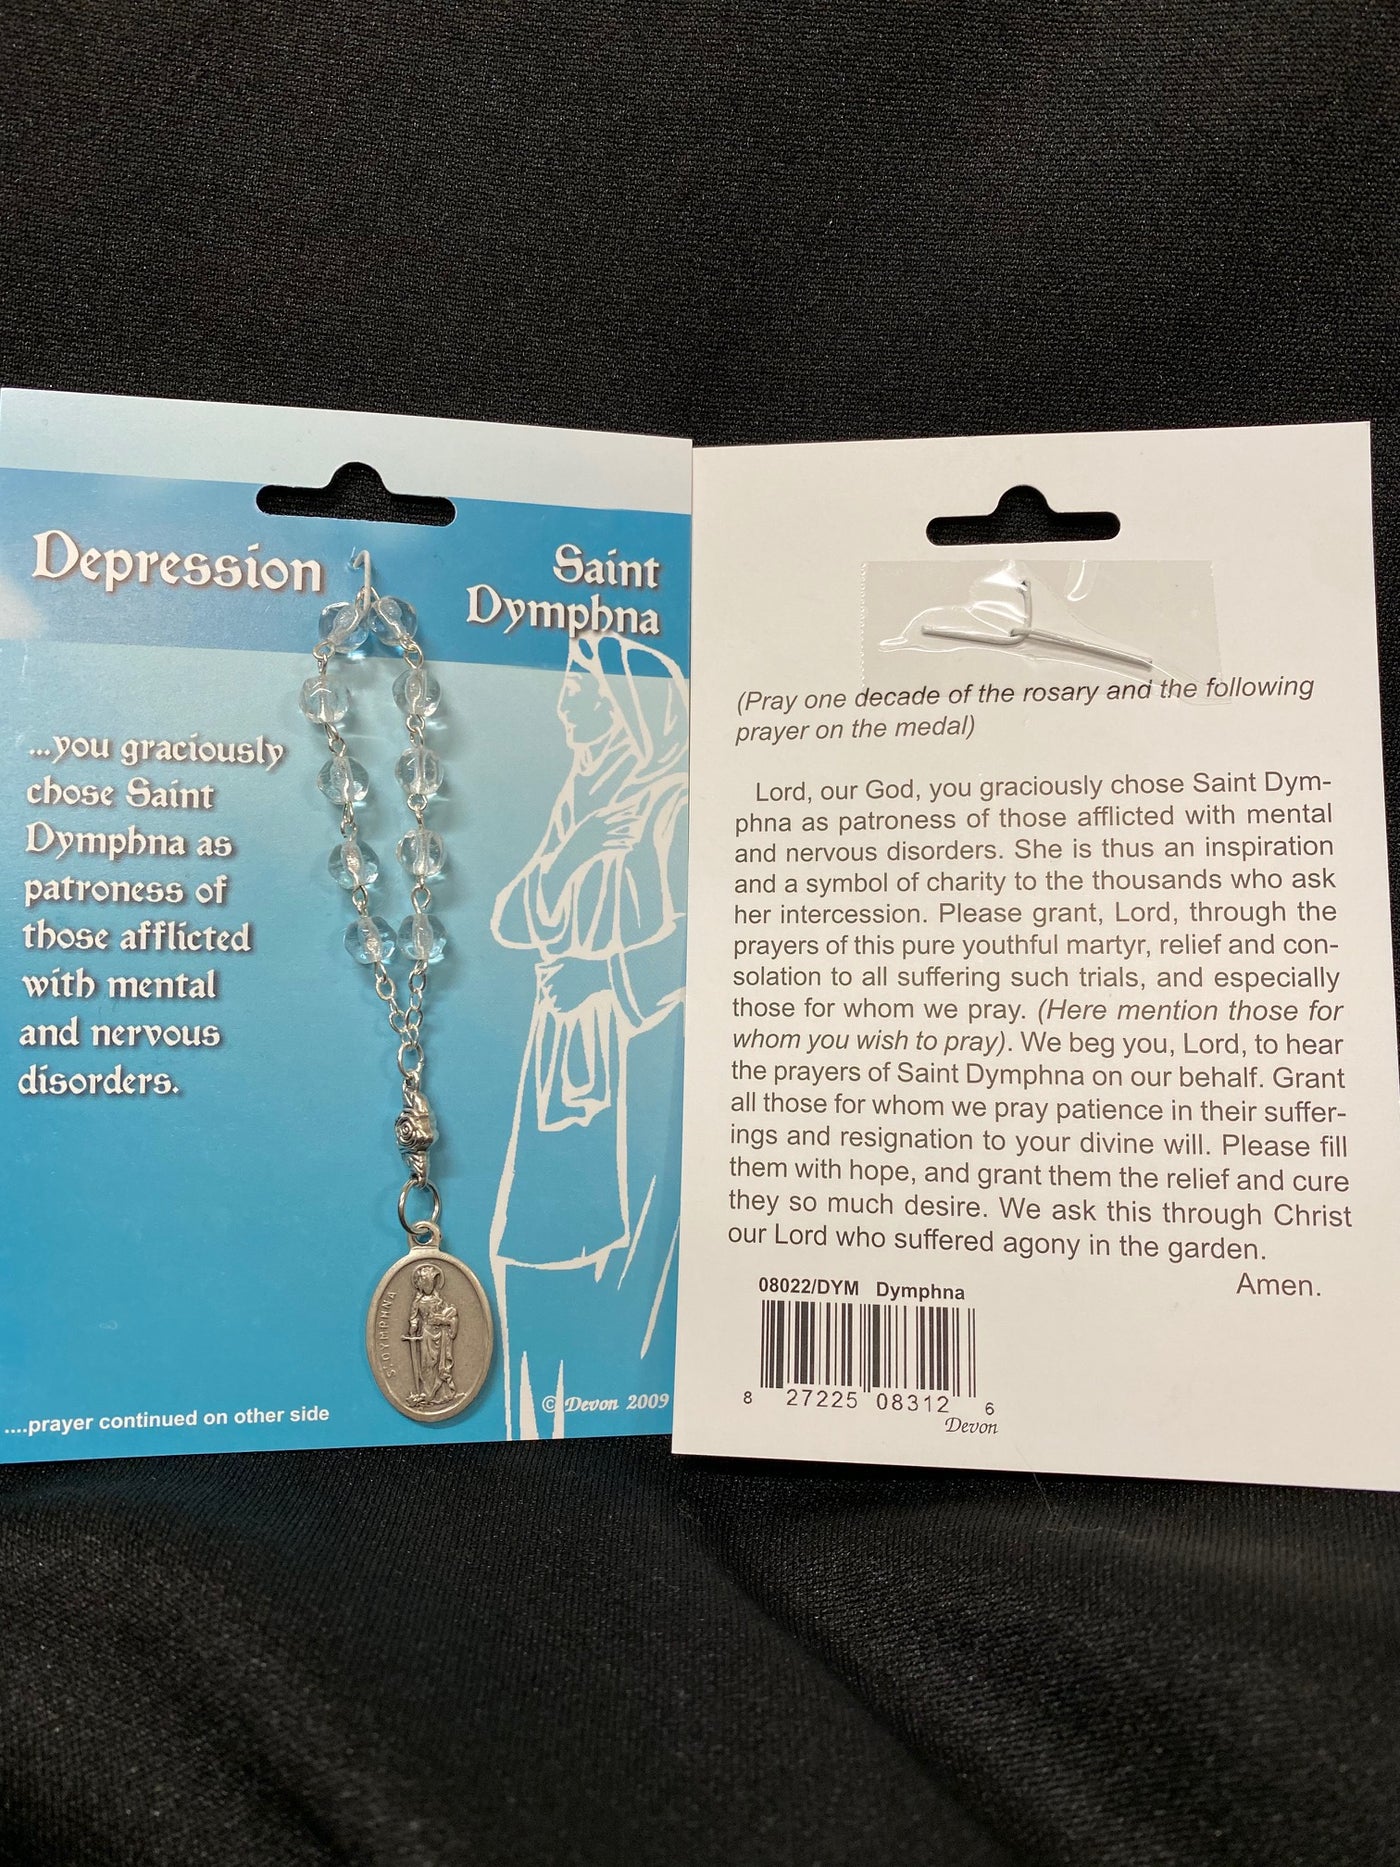 Depression
Saint
Dymphna
...you graciously
chose Saint
Dymphna as
patroness of
those afflicted
with mental
and nervous
disorders.
ST DYMPHNA
....prayer continued on other side
© Devon 2009
(Pray one decade of the rosary and the following
prayer on the medal)
Lord, our God, you graciously chose Saint Dym-
phna as patroness of those afflicted with mental
and nervous disorders. She is thus an inspiration
and a symbol of charity to the thousands who ask
her intercession. Please grant, Lord, through the
prayers of this pure youthful martyr, relief and con-
solation to all suffering such trials, and especially
those for whom we pray. (Here mention those for
whom you wish to pray). We beg you, Lord, to hear
the prayers of Saint Dymphna on our behalf. Grant
all those for whom we pray patience in their suffer-
ings and resignation to your divine will. Please fill
them with hope, and grant them the relief and cure
they so much desire. We ask this through Christ
our Lord who suffered agony in the garden.
Amen.
08022/DYM Dymphna
8 27225 08312 6
Devon